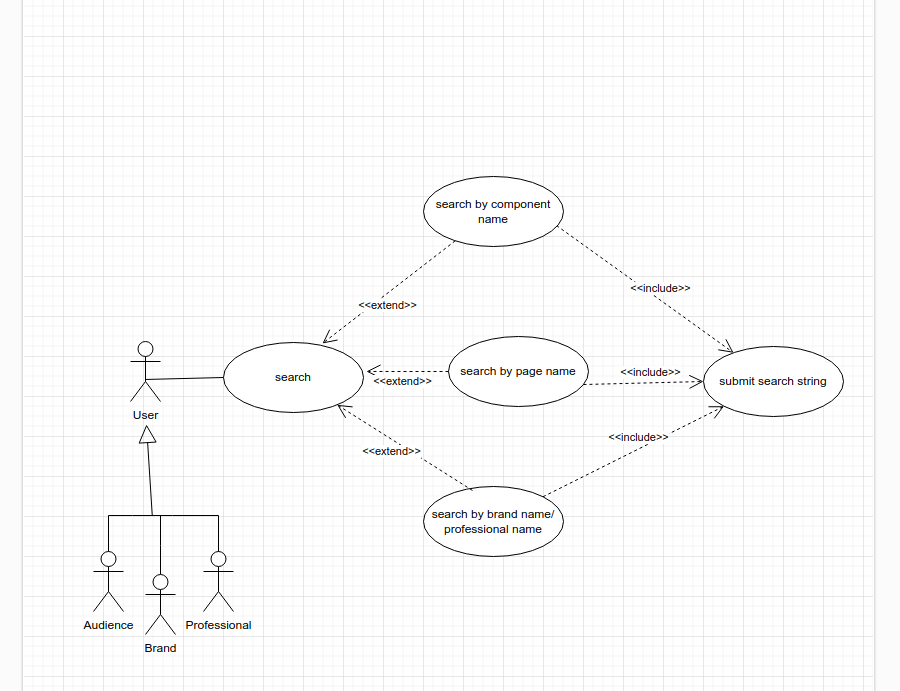 search by component
name
<<include>>
<<extend>>
search by page name
<<include>>
search
<<extend>>
submit search string
User
<<include>>
<<extend>>
search by brand name/
professional name
Audience
Professional
Brand